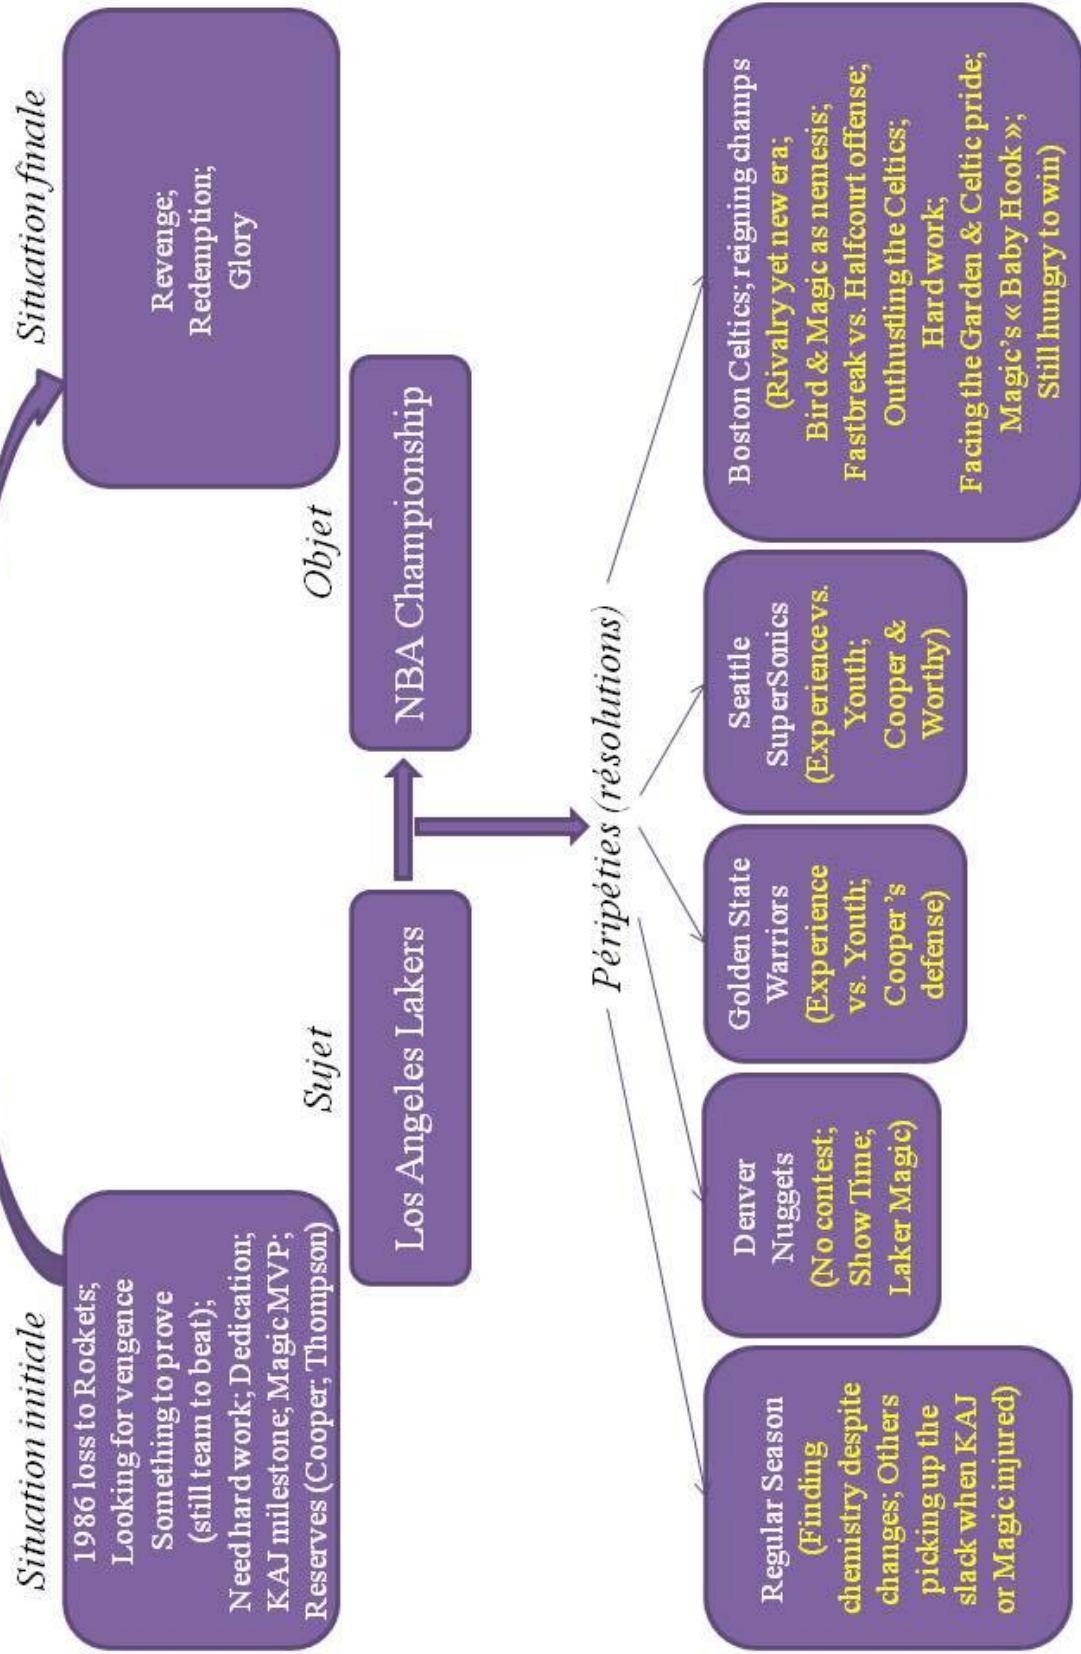 Situation initiale
1986 loss to Rockets;
Looking for vengence
Something to prove
(still team to beat);
Need hard work; Dedication;
KAJ milestone; Magic MVP;
Reserves (Cooper; Thompson)
Situation finale
Revenge;
Redemption;
Glory
Sujet
Los Angeles Lakers
Objet
NBA Championship
Péripéties (résolutions)
Regular Season
(Finding
chemistry despite
changes; Others
picking up the
slack when KAJ
or Magic injured)
Denver
Nuggets
(No contest;
Show Time;
Laker Magic)
Golden State
Warriors
(Experience
vs. Youth;
Cooper's
defense)
Seattle
SuperSonics
(Experience vs.
Youth;
Cooper &
Worthy)
Boston Celtics; reigning champs
(Rivalry yet new era;
Bird & Magic as nemesis;
Fastbreak vs. Halfcourt offense;
Outhustling the Celtics;
Hard work;
Facing the Garden & Celtic pride;
Magic's « Baby Hook »;
Still hungry to win)